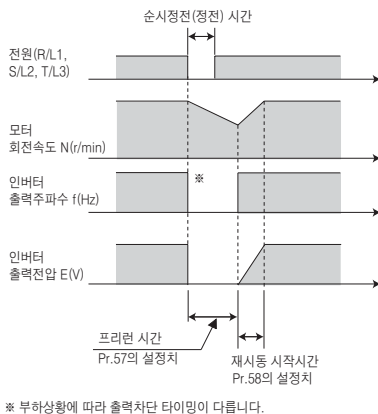 순시정전(정전) 시간
전원(R/L1,
S/L2, T/L3)
모터
회전속도 N(r/min)
인버터
출력주파수 f(Hz)
※
인버터
출력전압 E(V)
프리런 시간
Pr.57의 설정치
재시동 시작시간
Pr.58의 설정치
※ 부하상황에 따라 출력차단 타이밍이 다릅니다.